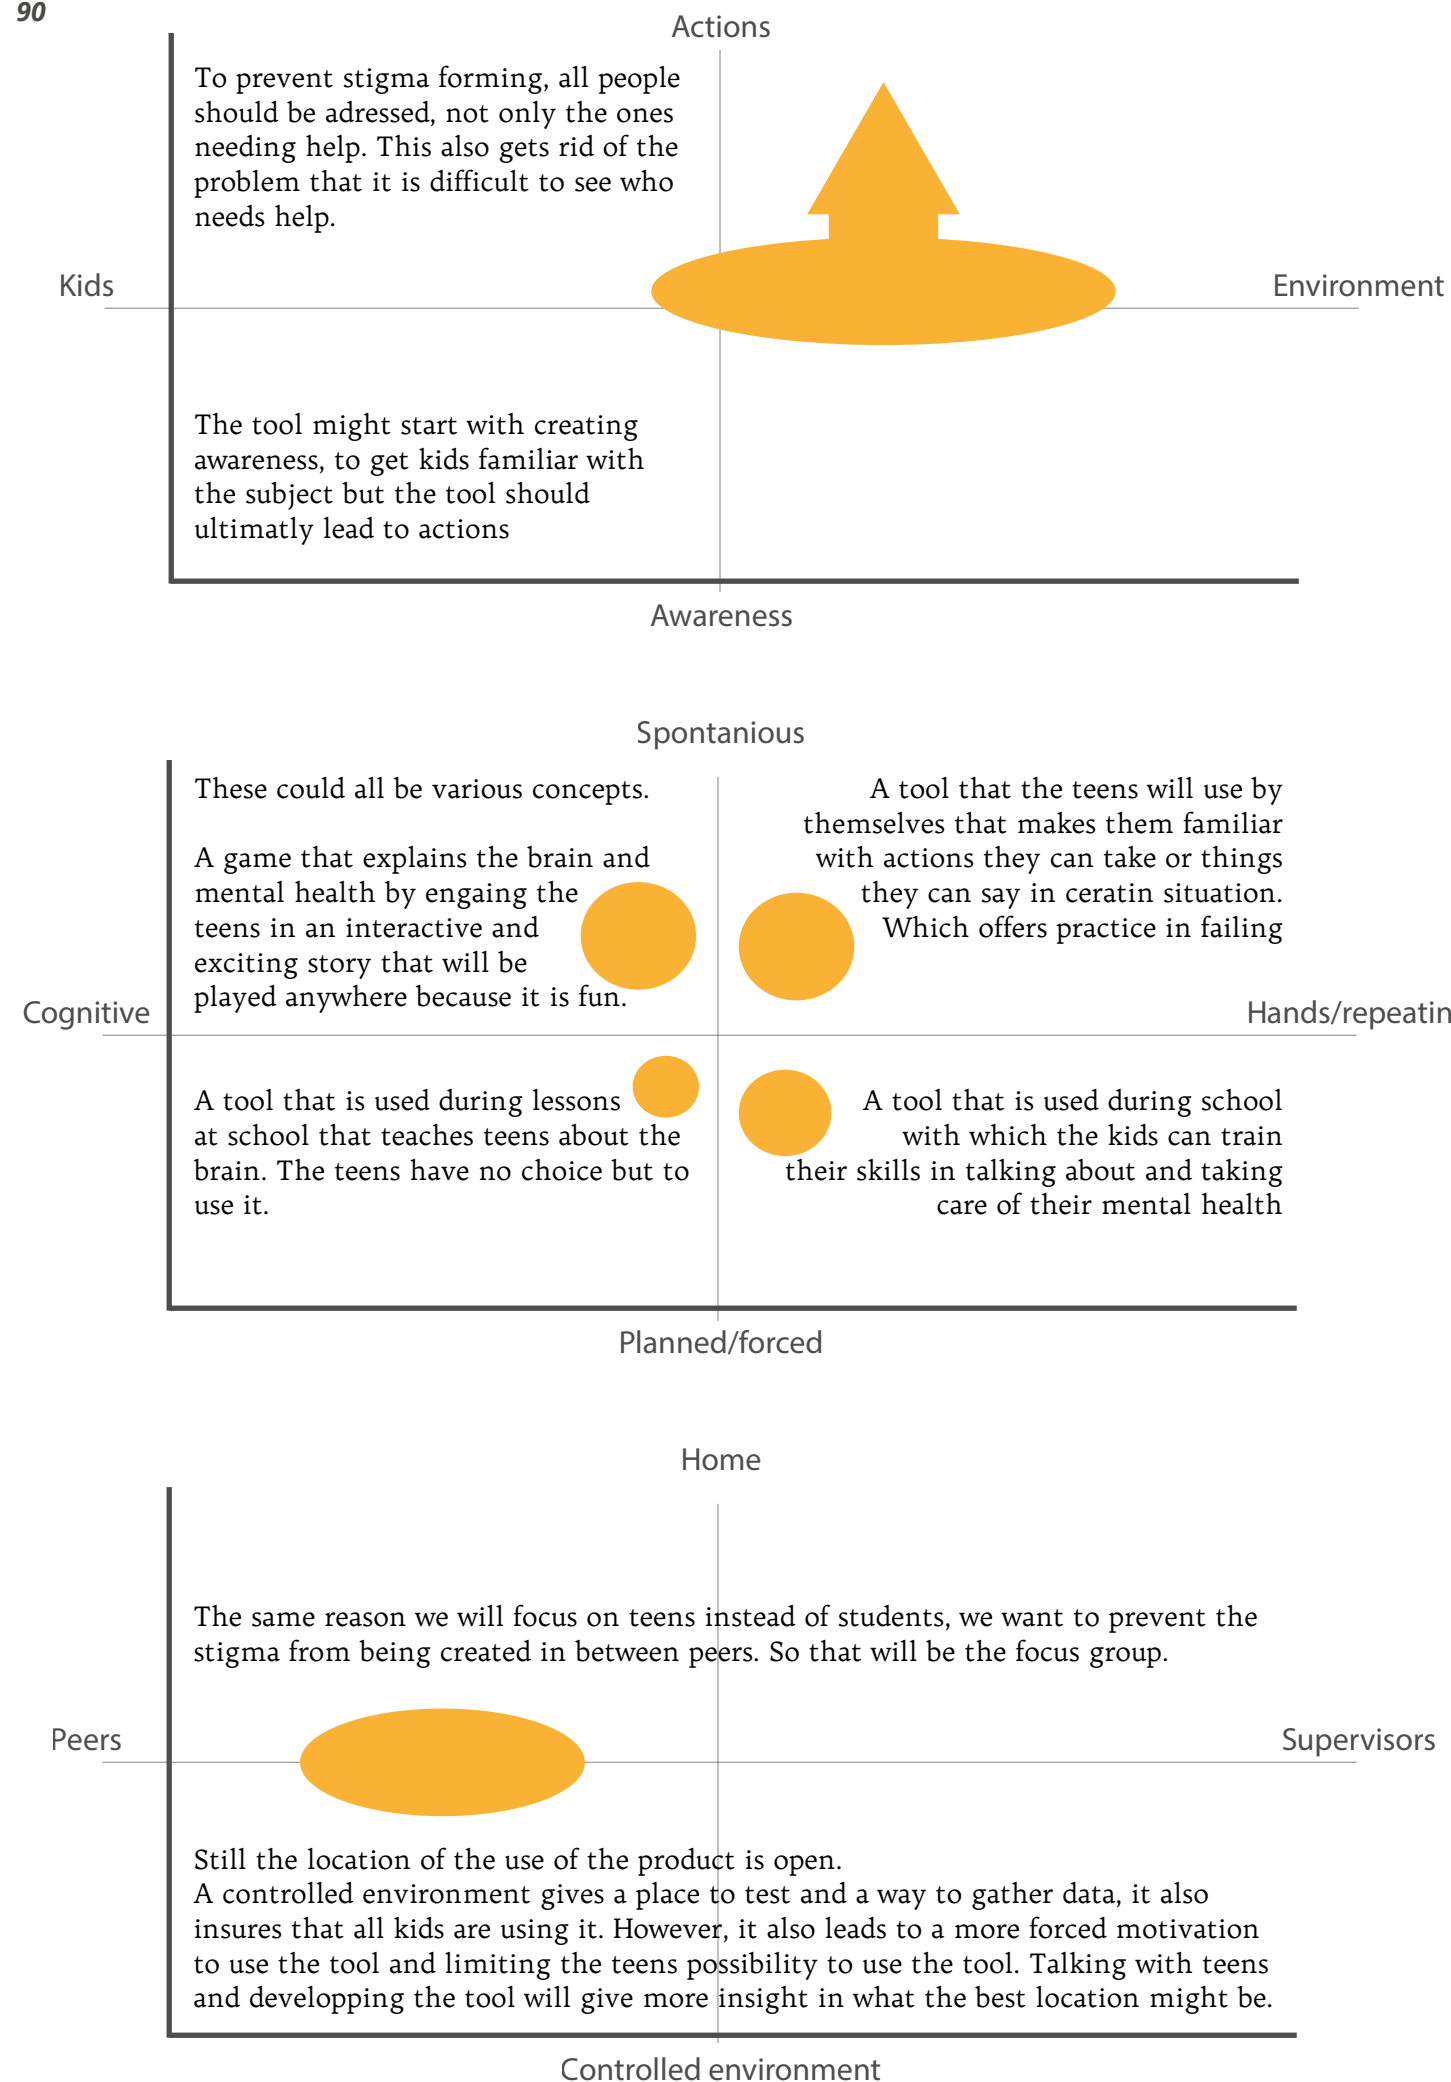 90
Actions
To prevent stigma forming, all people
should be adressed, not only the ones
needing help. This also gets rid of the
problem that it is difficult to see who
needs help.
Kids
Environment
The tool might start with creating
awareness, to get kids familiar with
the subject but the tool should
ultimatly lead to actions
Awareness
Spontanious
These could all be various concepts.
A game that explains the brain and
mental health by engaing the
teens in an interactive and
exciting story that will be
played anywhere because it is fun.
A tool that the teens will use by
themselves that makes them familiar
with actions they can take or things
they can say in ceratin situation.
Which offers practice in failing
Cognitive
Hands/repeatin
A tool that is used during lessons
at school that teaches teens about the
brain. The teens have no choice but to
use it.
A tool that is used during school
with which the kids can train
their skills in talking about and taking
care of their mental health
Planned/forced
Home
The same reason we will focus on teens instead of students, we want to prevent the
stigma from being created in between peers. So that will be the focus group.
Peers
Supervisors
Still the location of the use of the product is open.
A controlled environment gives a place to test and a way to gather data, it also
insures that all kids are using it. However, it also leads to a more forced motivation
to use the tool and limiting the teens possibility to use the tool. Talking with teens
and developping the tool will give more insight in what the best location might be.
Controlled environment